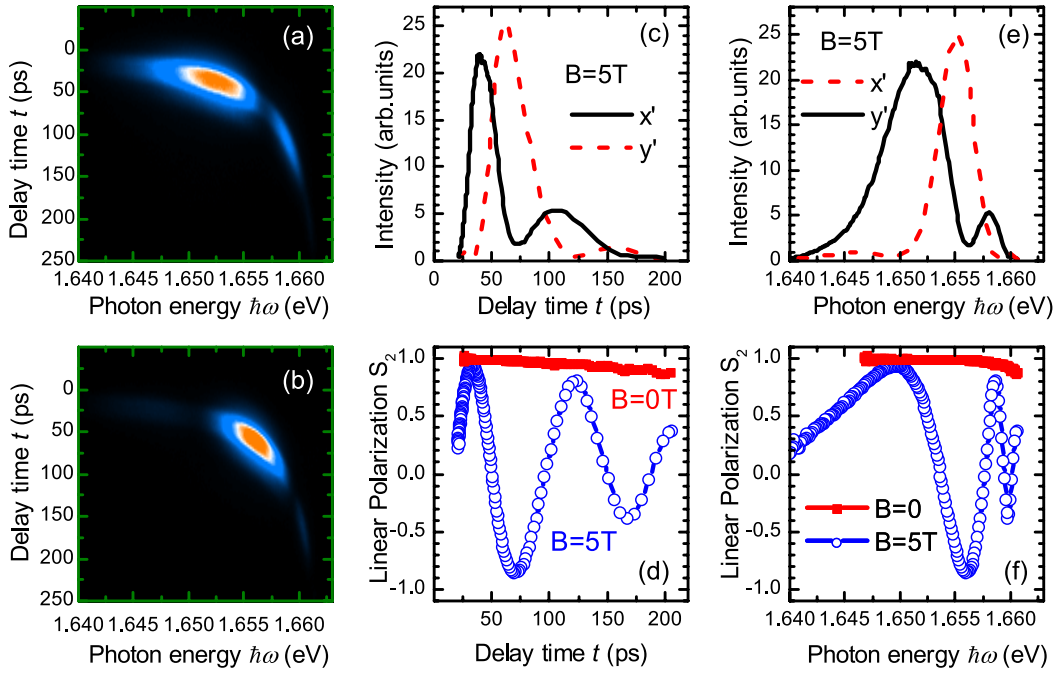 (a)
Delay time t (ps)
0
50
100
150
200
250
1.640 1.645 1.650 1.655 1.660
Photon energy ℏω (eV)
(c)
B=5T
x'
y'
Intensity (arb.units)
25
20
15
10
5
0
0 50 100 150 200
Delay time t (ps)
(e)
B=5T
x'
y'
Intensity (arb.units)
25
20
15
10
5
0
1.640 1.645 1.650 1.655 1.660
Photon energy ℏω (eV)
(b)
Delay time t (ps)
0
50
100
150
200
250
1.640 1.645 1.650 1.655 1.660
Photon energy ℏω (eV)
Linear Polarization S₂
1.0
0.5
0.0
-0.5
-1.0
B=0T
B=5T
(d)
0 50 100 150 200
Delay time t (ps)
Linear Polarization S₂
1.0
0.5
0.0
-0.5
-1.0
B=0
B=5T
(f)
1.640 1.645 1.650 1.655 1.660
Photon energy ℏω (eV)